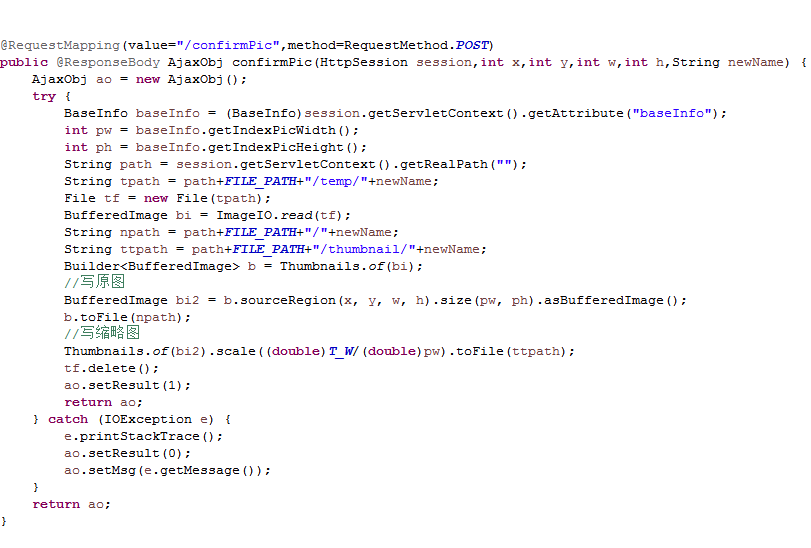 @RequestMapping(value="/confirmPic",method=RequestMethod.POST)
public @ResponseBody AjaxObj confirmPic(HttpSession session,int x,int y,int w,int h,String newName) {
    AjaxObj ao = new AjaxObj();
    try {
        BaseInfo baseInfo = (BaseInfo)session.getServletContext().getAttribute("baseInfo");
        int pw = baseInfo.getIndexPicWidth();
        int ph = baseInfo.getIndexPicHeight();
        String path = session.getServletContext().getRealPath("");
        String tpath = path+FILE_PATH+"/temp/"+newName;
        File tf = new File(tpath);
        BufferedImage bi = ImageIO.read(tf);
        String npath = path+FILE_PATH+"/"+newName;
        String ttpath = path+FILE_PATH+"/thumbnail/"+newName;
        Builder<BufferedImage> b = Thumbnails.of(bi);
        //写原图
        BufferedImage bi2 = b.sourceRegion(x, y, w, h).size(pw, ph).asBufferedImage();
        b.toFile(npath);
        //写缩略图
        Thumbnails.of(bi2).scale((double)T_W/(double)pw).toFile(ttpath);
        tf.delete();
        ao.setResult(1);
        return ao;
    } catch (IOException e) {
        e.printStackTrace();
        ao.setResult(0);
        ao.setMsg(e.getMessage());
    }
    return ao;
}